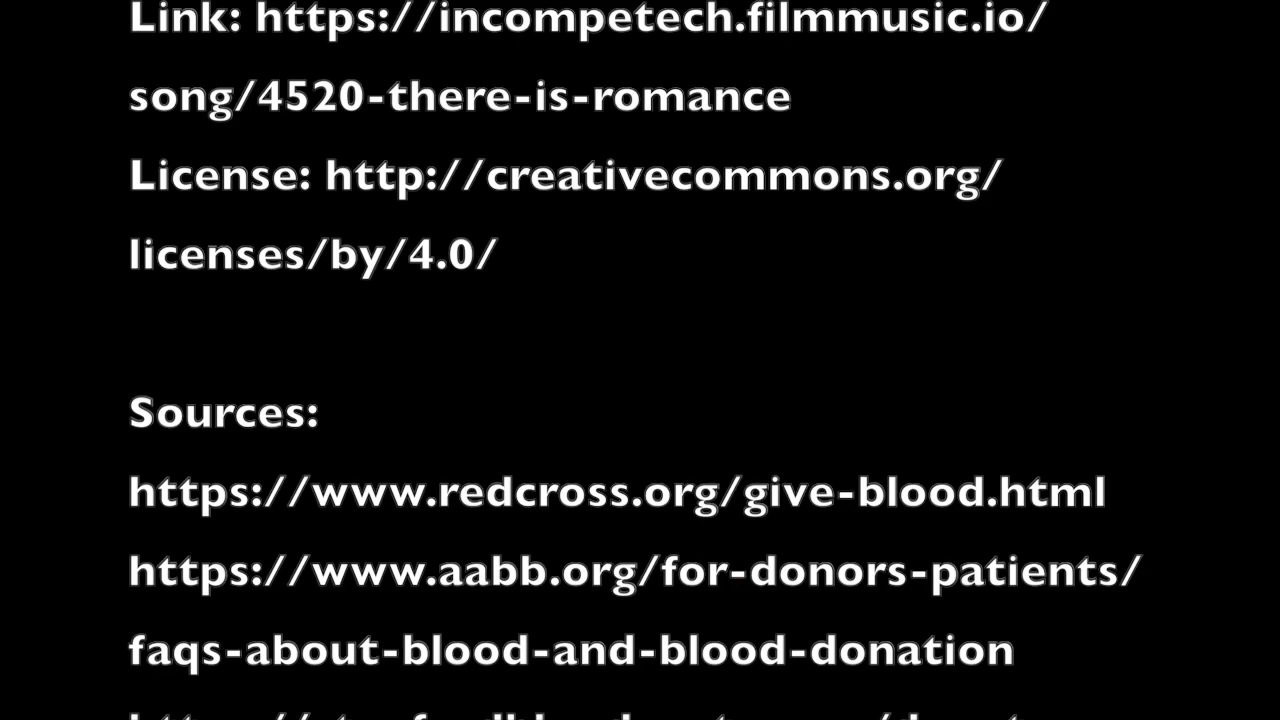 Link: https://incompetech.filmmusic.io/
song/4520-there-is-romance
License: http://creativecommons.org/
licenses/by/4.0/
Sources:
https://www.redcross.org/give-blood.html
https://www.aabb.org/for-donors-patients/
faqs-about-blood-and-blood-donation